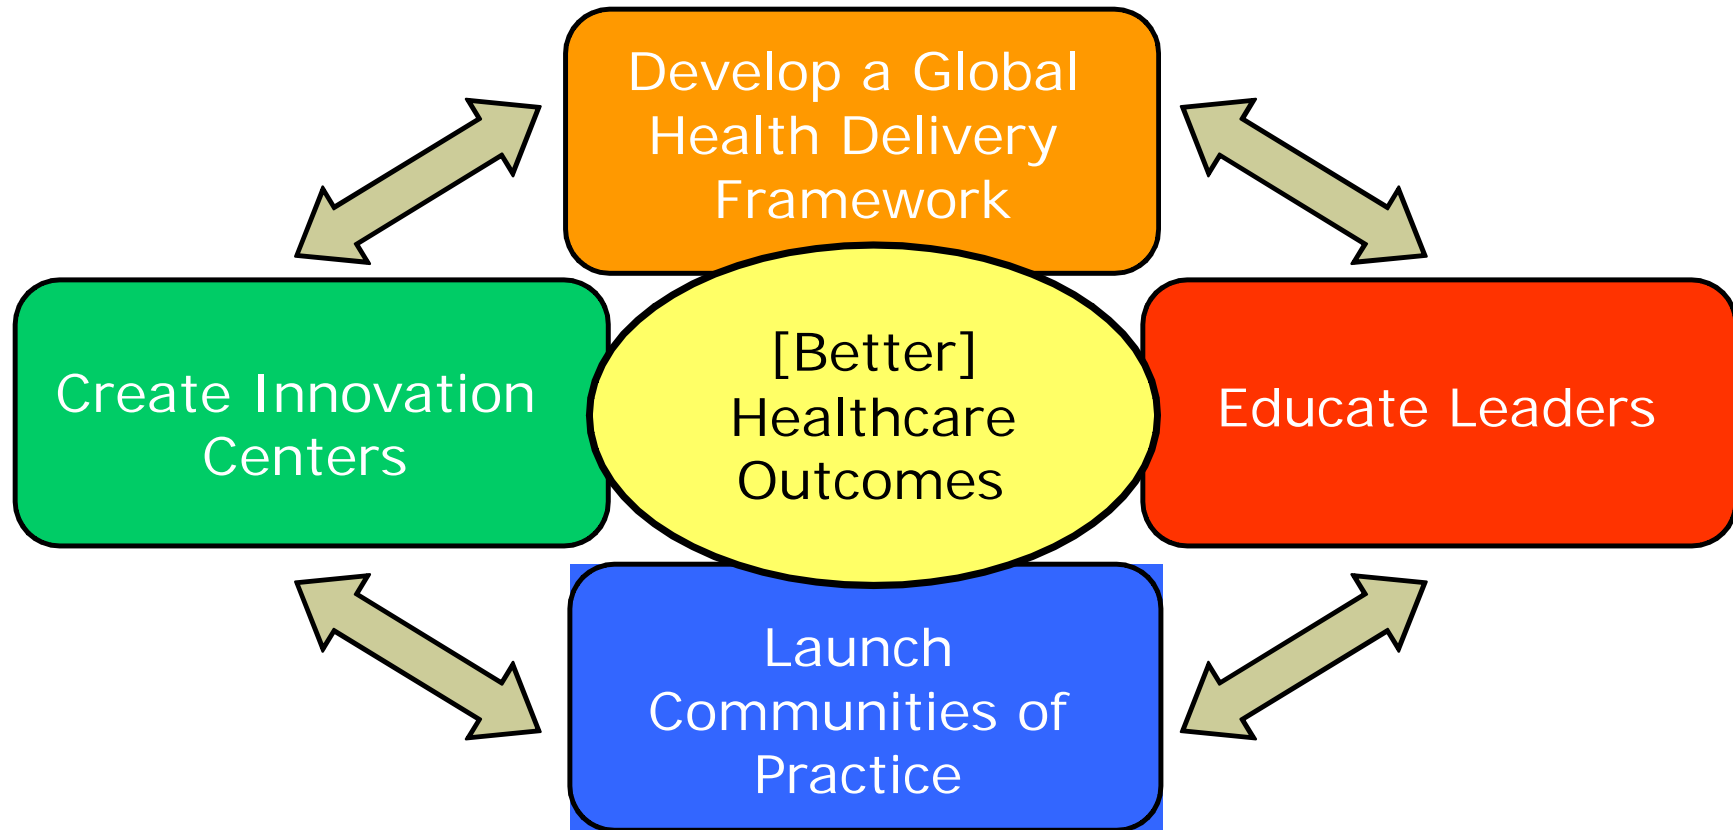 Develop a Global
Health Delivery
Framework
Create Innovation
Centers
[Better]
Healthcare
Outcomes
Educate Leaders
Launch
Communities of
Practice